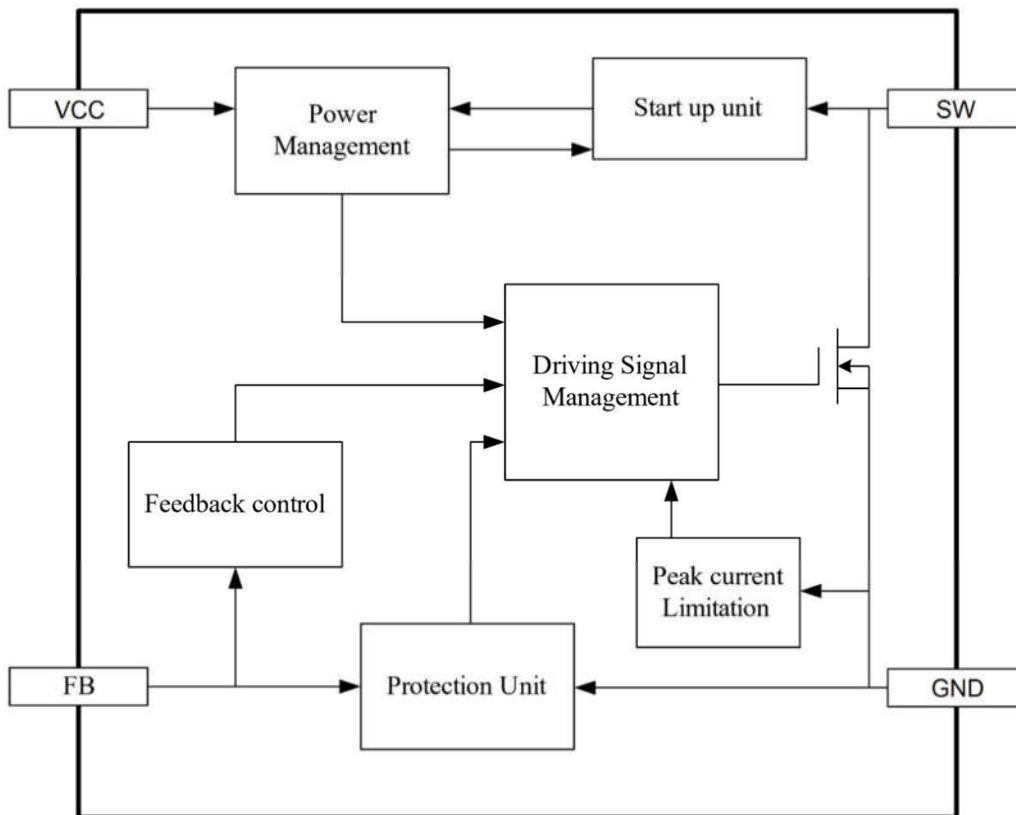 VCC
Power
Management
Start up unit
SW
Driving Signal
Management
Feedback control
Peak current
Limitation
FB
Protection Unit
GND